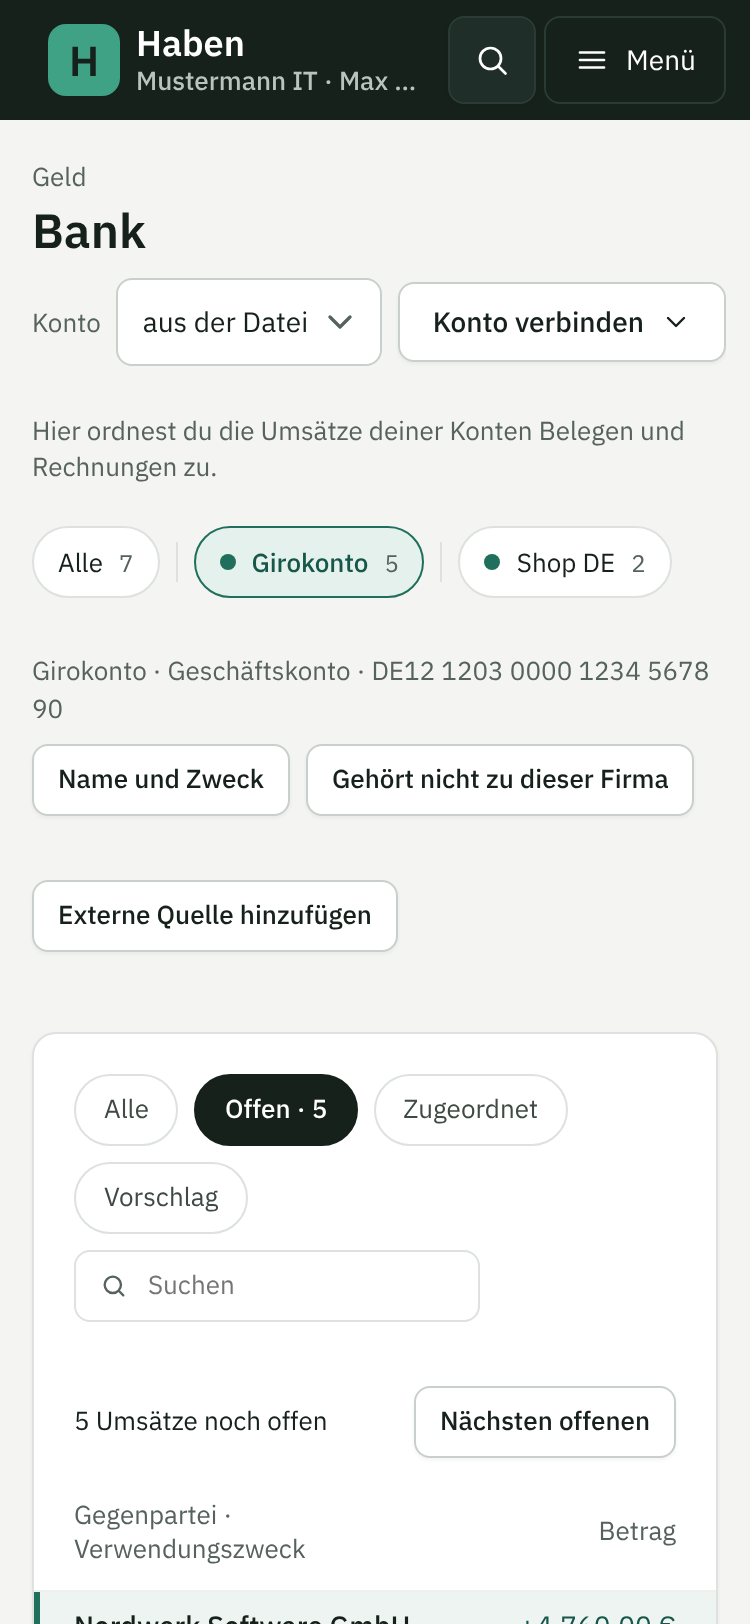 H
Haben
Mustermann IT · Max ...
Menü
Geld
Bank
Konto
aus der Datei
Konto verbinden
Hier ordnest du die Umsätze deiner Konten Belegen und
Rechnungen zu.
Alle 7
Girokonto 5
Shop DE 2
Girokonto · Geschäftskonto · DE12 1203 0000 1234 5678
90
Name und Zweck
Gehört nicht zu dieser Firma
Externe Quelle hinzufügen
Alle
Offen · 5
Zugeordnet
Vorschlag
Suchen
5 Umsätze noch offen
Nächsten offenen
Gegenpartei ·
Verwendungszweck
Betrag
Nordwerk Software GmbH